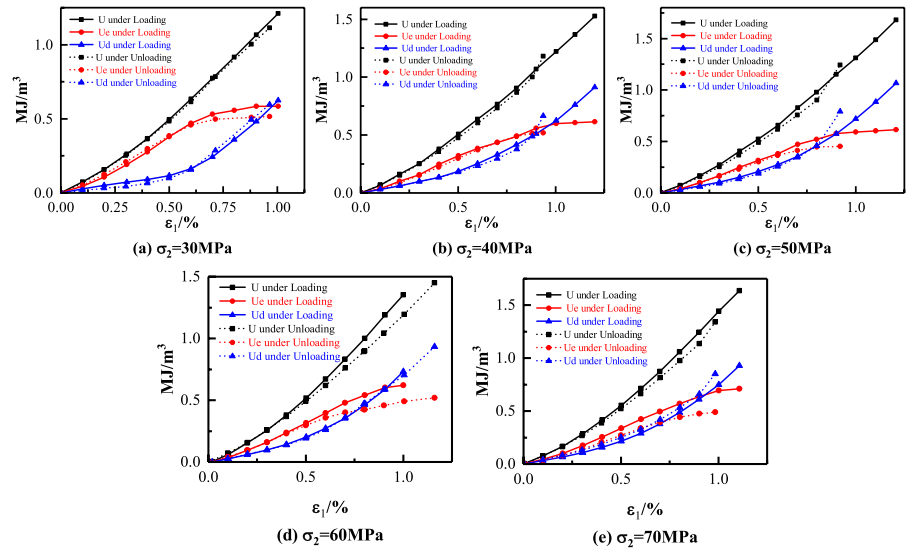 U under Loading
Ue under Loading
Ud under Loading
U under Unloading
Ue under Unloading
Ud under Unloading
MJ/m³
1.0
0.5
0.0
0.00 0.25 0.50 0.75 1.00
ε₁/%
(a) σ₂=30MPa
U under Loading
Ue under Loading
Ud under Loading
U under Unloading
Ue under Unloading
Ud under Unloading
MJ/m³
1.5
1.0
0.5
0.0
0.0 0.5 1.0
ε₁/%
(b) σ₂=40MPa
U under Loading
Ue under Loading
Ud under Loading
U under Unloading
Ue under Unloading
Ud under Unloading
MJ/m³
1.5
1.0
0.5
0.0
0.0 0.5 1.0
ε₁/%
(c) σ₂=50MPa
U under Loading
Ue under Loading
Ud under Loading
U under Unloading
Ue under Unloading
Ud under Unloading
MJ/m³
1.5
1.0
0.5
0.0
0.0 0.5 1.0
ε₁/%
(d) σ₂=60MPa
U under Loading
Ue under Loading
Ud under Loading
U under Unloading
Ue under Unloading
Ud under Unloading
MJ/m³
1.5
1.0
0.5
0.0
0.0 0.5 1.0
ε₁/%
(e) σ₂=70MPa